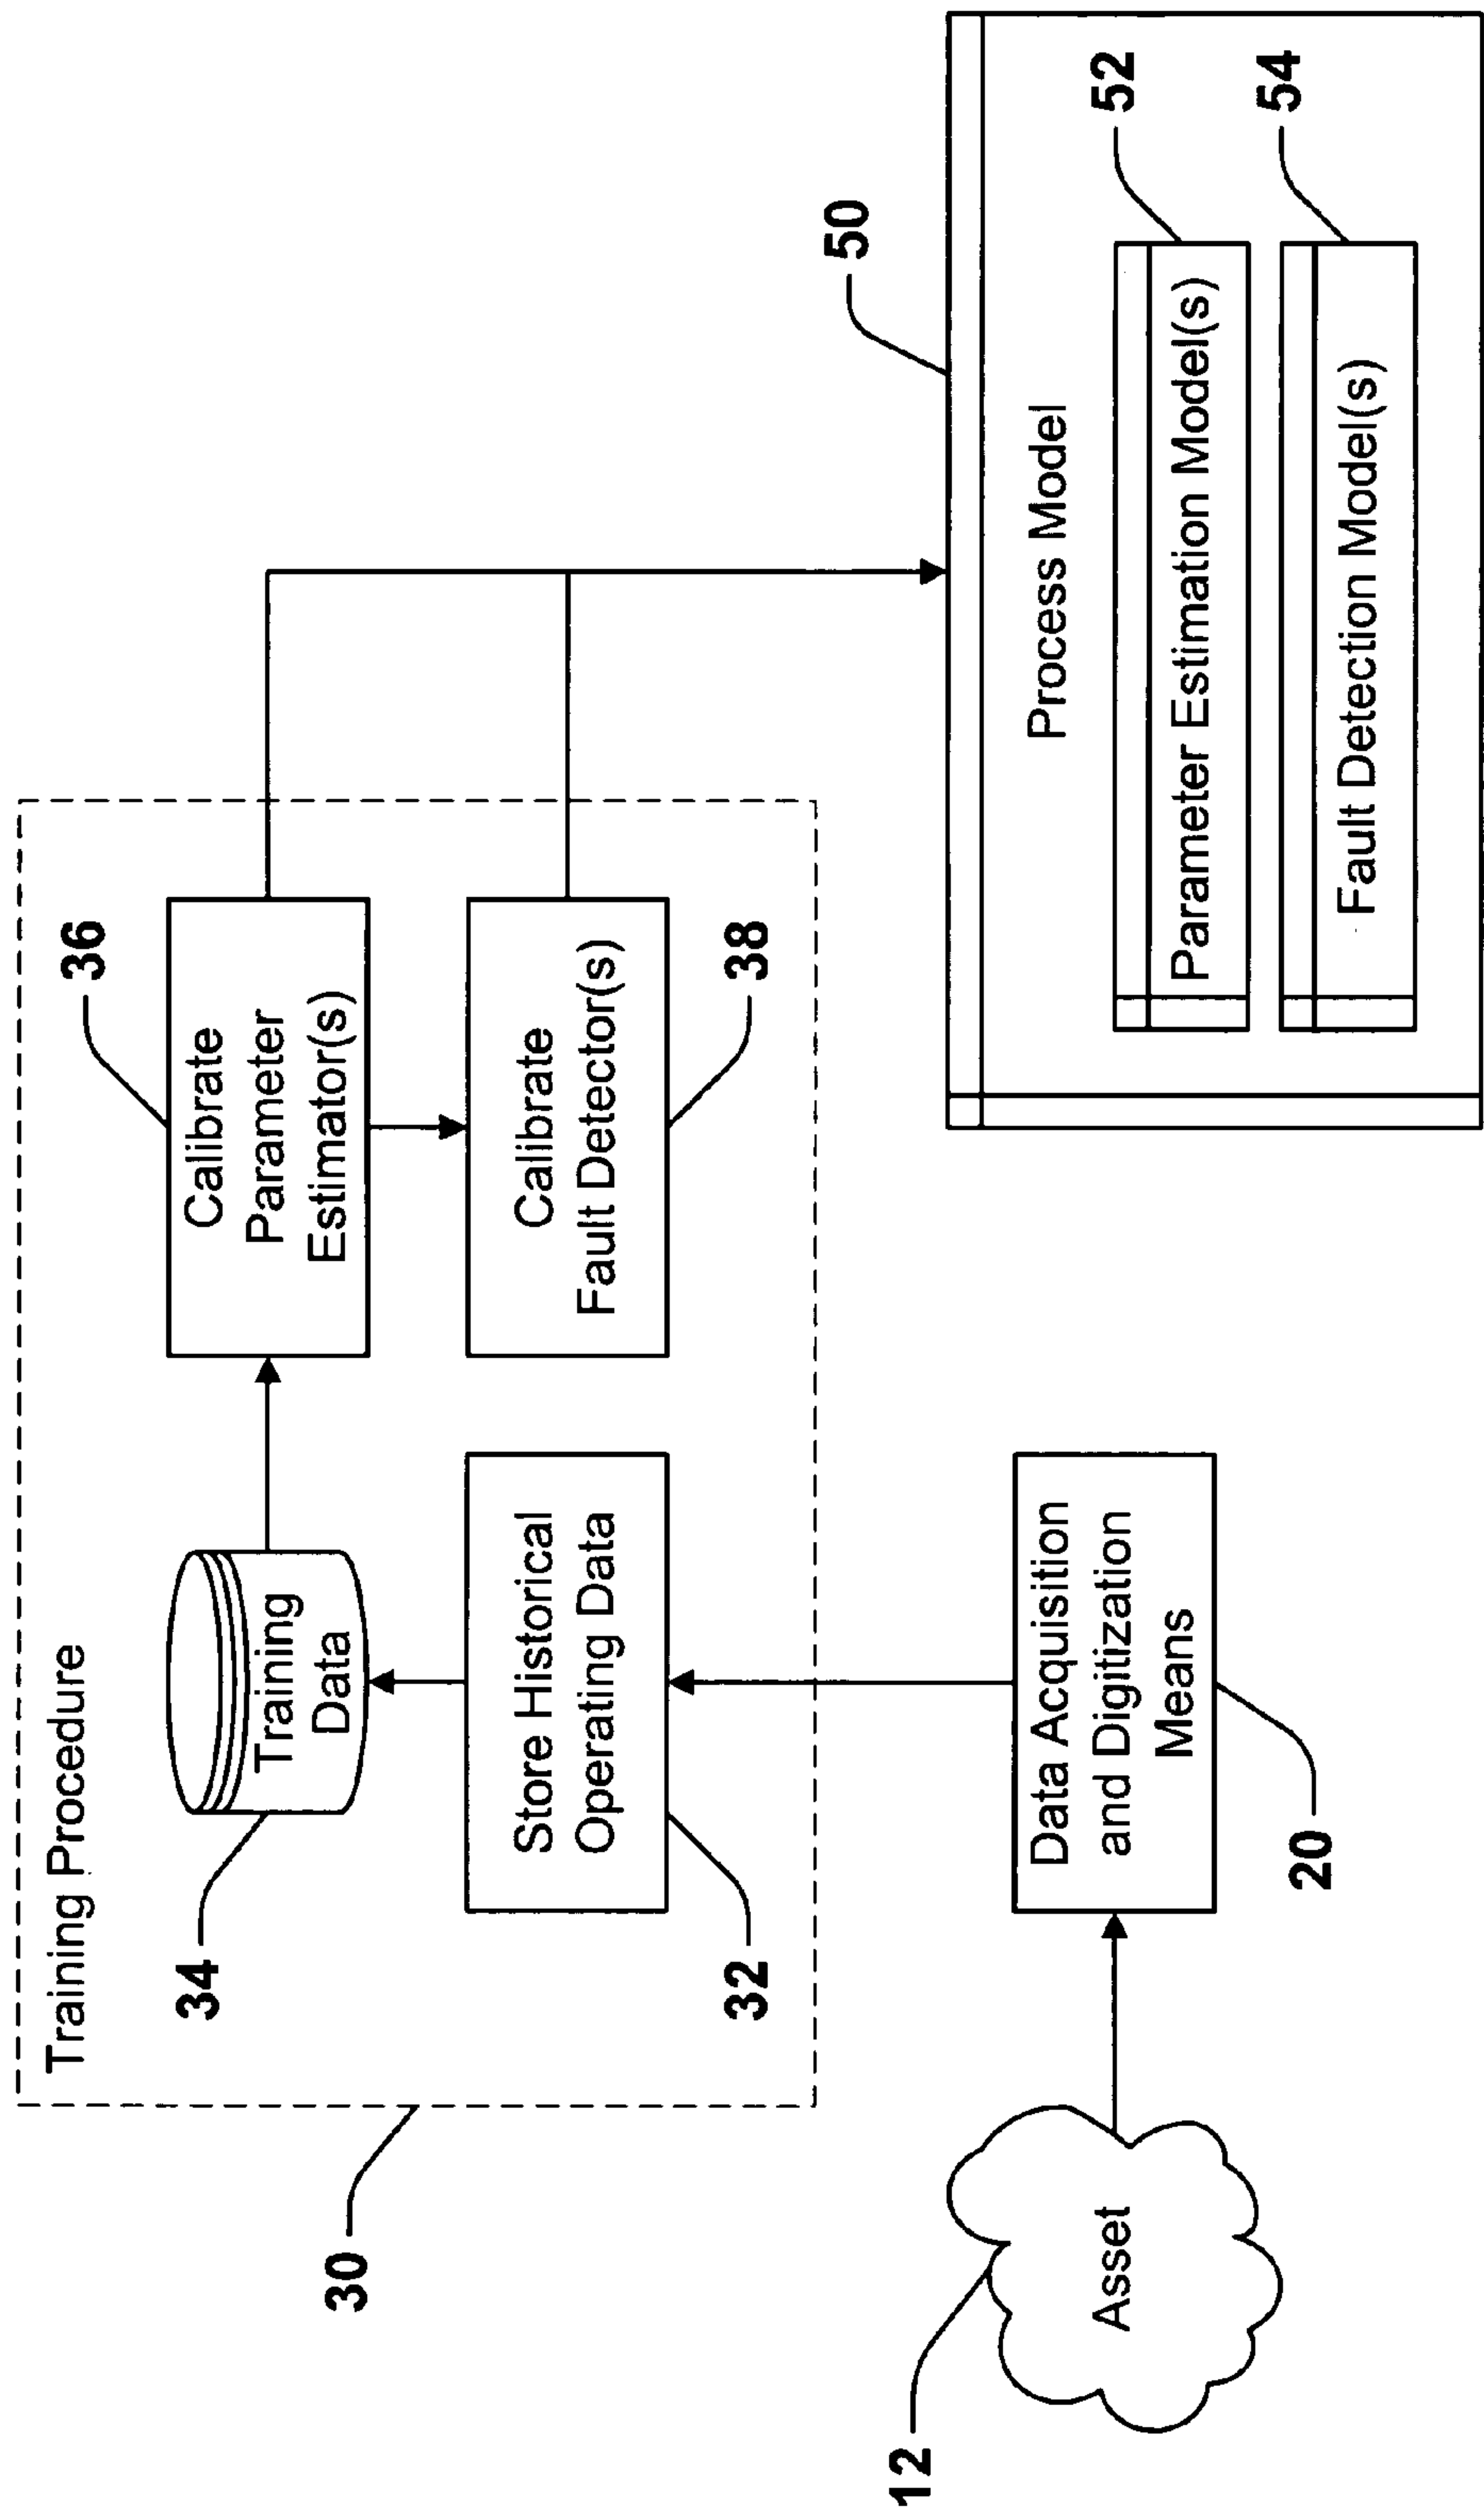 Training Procedure
30
34
Training
Data
36
Calibrate
Parameter
Estimator(s)
32
Store Historical
Operating Data
38
Calibrate
Fault Detector(s)
12
Asset
20
Data Acquisition
and Digitization
Means
50
Process Model
52
Parameter Estimation Model(s)
54
Fault Detection Model(s)